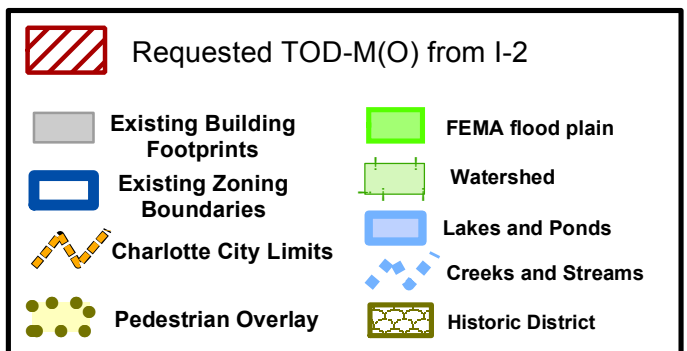 Requested TOD-M(O) from I-2
Existing Building
Footprints
Existing Zoning
Boundaries
Charlotte City Limits
Pedestrian Overlay
FEMA flood plain
Watershed
Lakes and Ponds
Creeks and Streams
Historic District